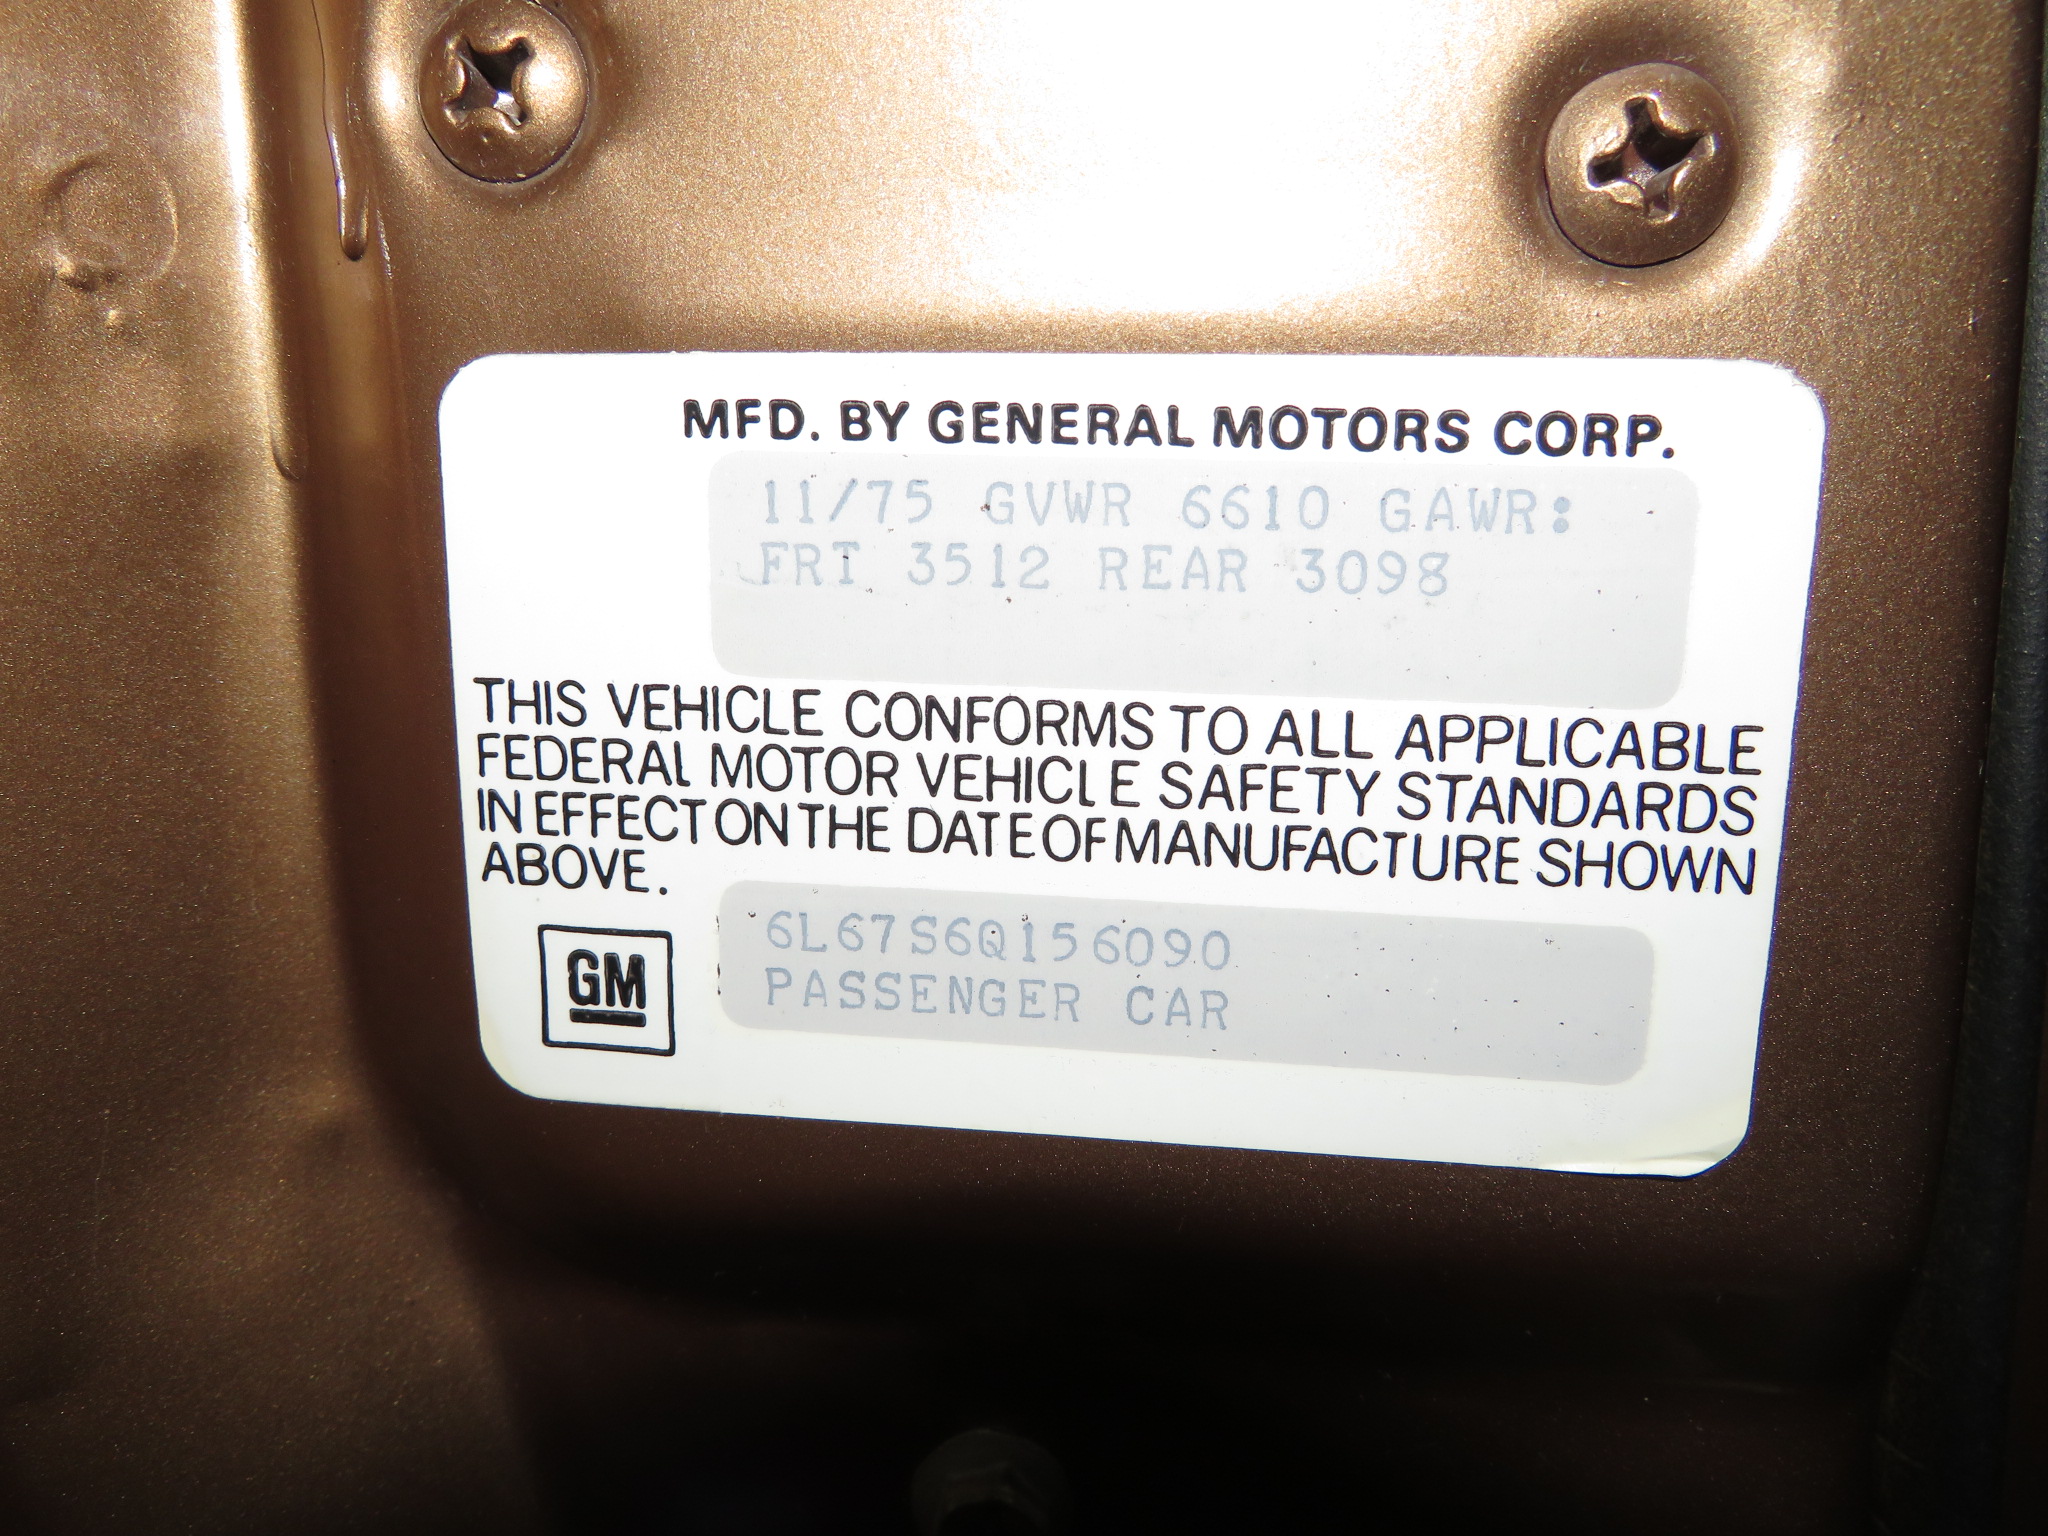 MFD. BY GENERAL MOTORS CORP.
11/75 GVWR 6610 GAWR:
FRT 3512 REAR 3098
THIS VEHICLE CONFORMS TO ALL APPLICABLE
FEDERAL MOTOR VEHICLE SAFETY STANDARDS
IN EFFECT ON THE DATE OF MANUFACTURE SHOWN
ABOVE.
GM
6L67S6Q156090
PASSENGER CAR